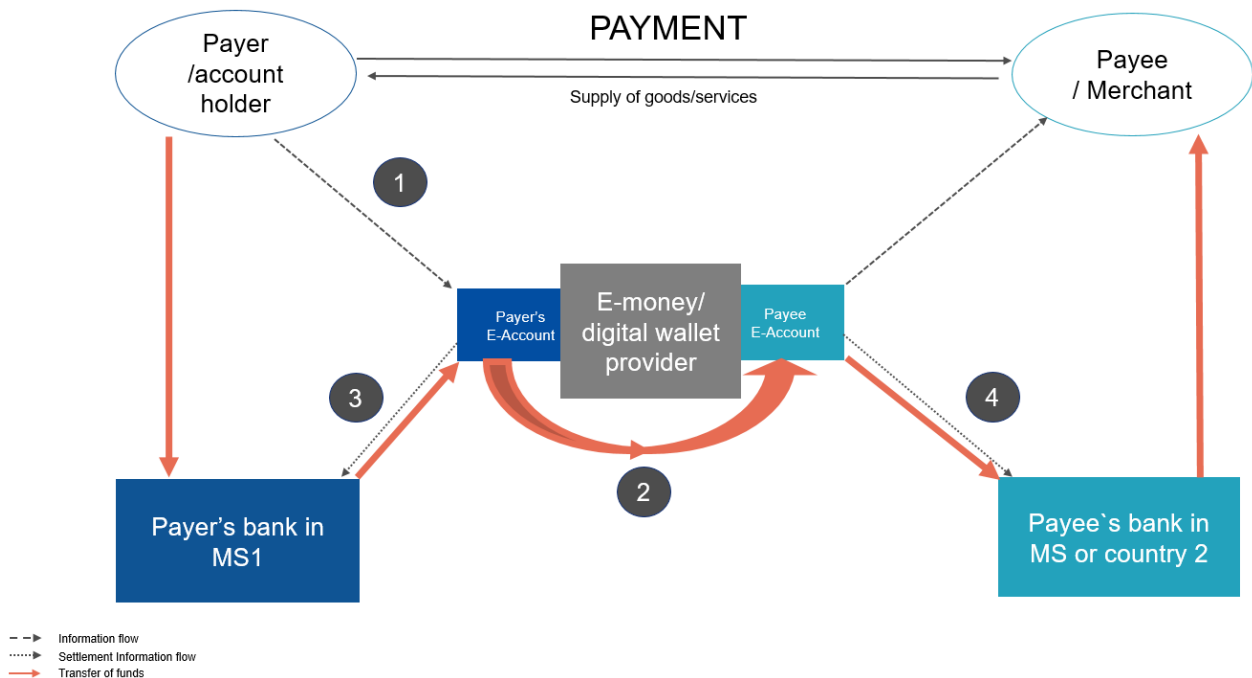 PAYMENT
Payer
/account
holder
Payee
/ Merchant
Supply of goods/services
1
Payer's
E-Account
E-money/
digital wallet
provider
Payee
E-Account
3
4
2
Payer's bank in
MS1
Payee`s bank in
MS or country 2
Information flow
Settlement Information flow
Transfer of funds